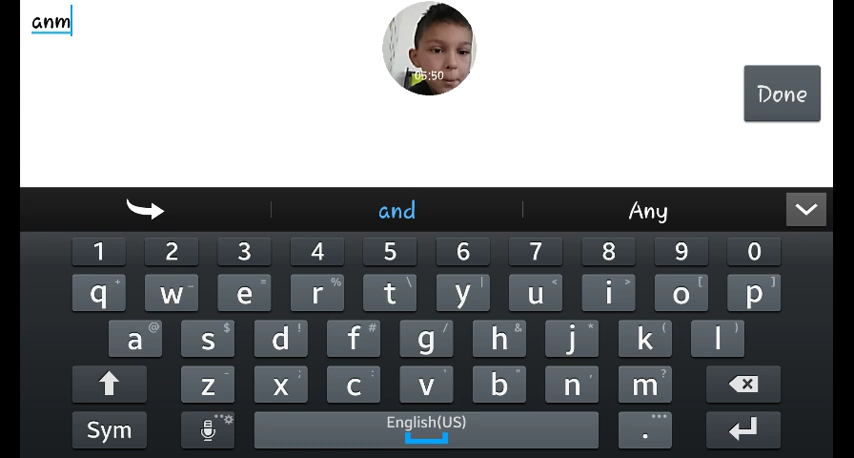 anm
05:50
Done
and Any
1 2 3 4 5 6 7 8 9 0
q + w _ e = r % t \ y | u < i > o [ p ]
a @ s $ d ! f # g / h & j * k ( l )
z - x ; c : v ' b " n , m ?
Sym English(US) .